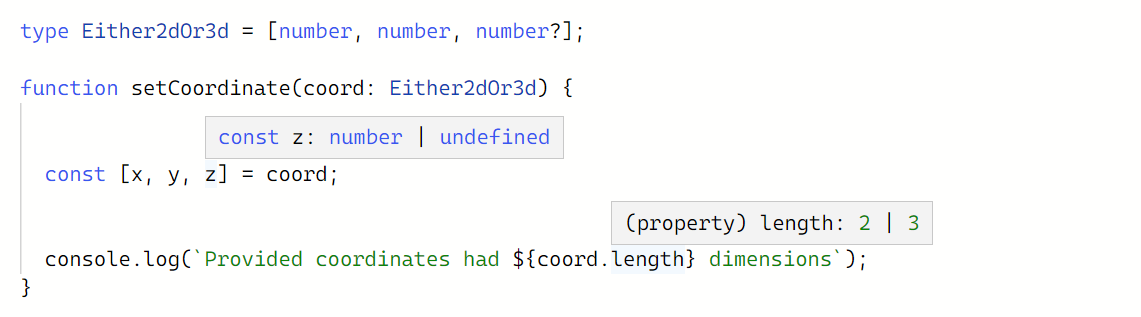 type Either2dOr3d = [number, number, number?];
function setCoordinate(coord: Either2dOr3d) {
const z: number | undefined
const [x, y, z] = coord;
(property) length: 2 | 3
console.log(`Provided coordinates had ${coord.length} dimensions`);
}